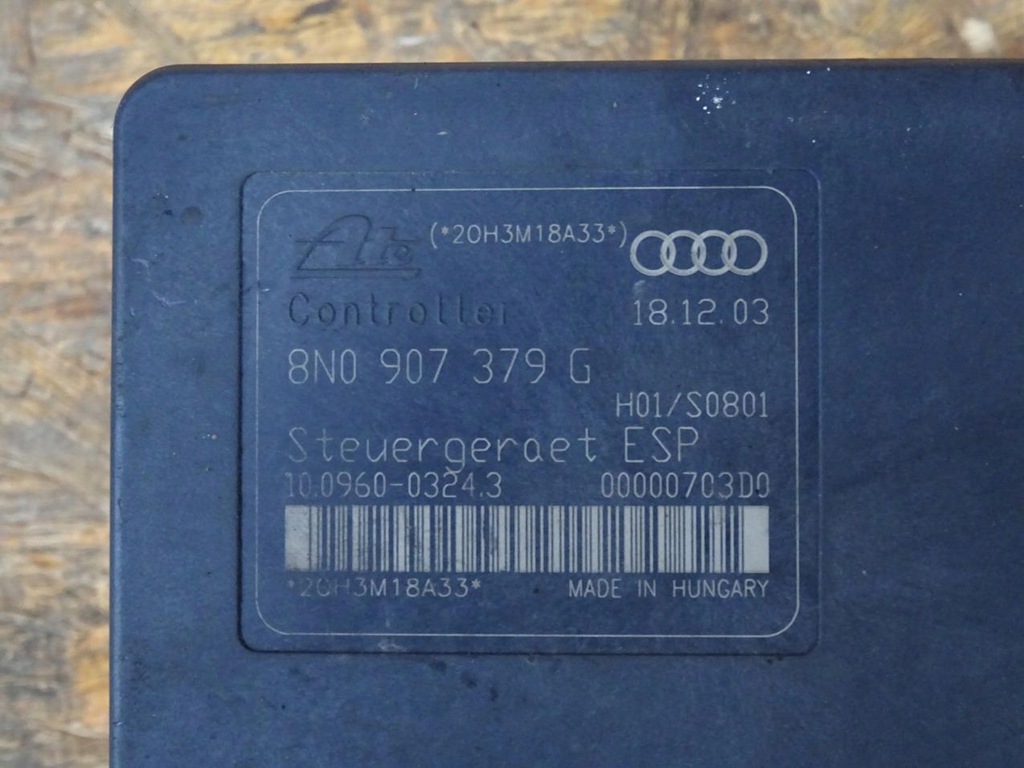 Ate (*20H3M18A33*)
Controller 18.12.03
8N0 907 379 G
H01/S0801
Steuergeraet ESP
10.0960-0324.3 00000703D0
*20H3M18A33* MADE IN HUNGARY